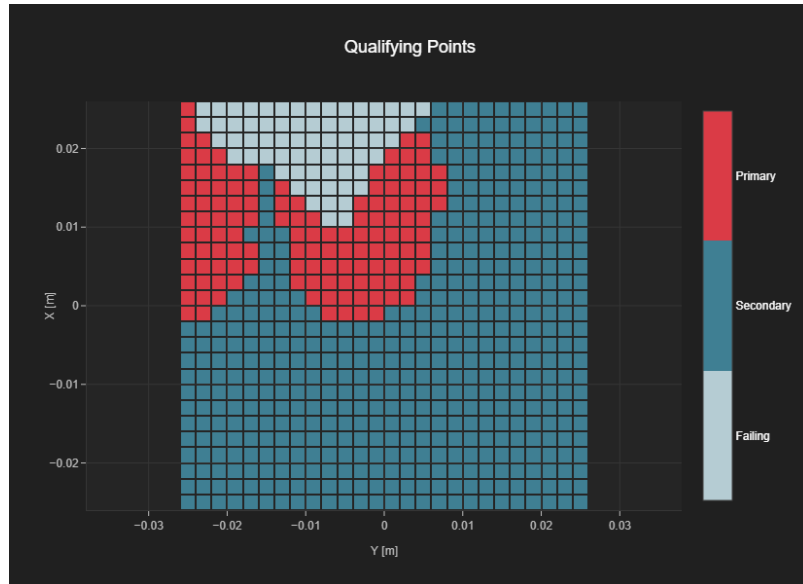 Qualifying Points
Primary
Secondary
Failing
X [m]
0.02
0.01
0
−0.01
−0.02
−0.03
−0.02
−0.01
0
0.01
0.02
0.03
Y [m]